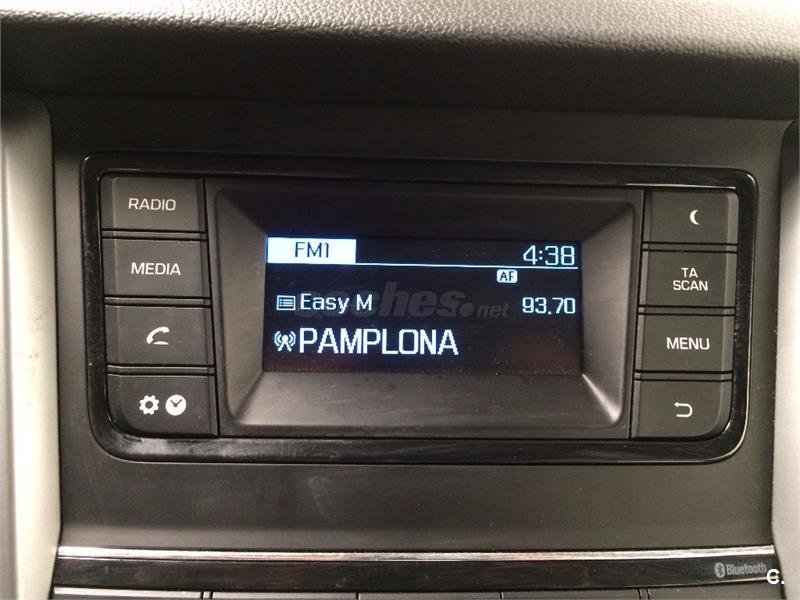 RADIO
MEDIA
FM1 4:38
AF
Easy M 93.70
PAMPLONA
coches.net
TA
SCAN
MENU
Bluetooth
C.